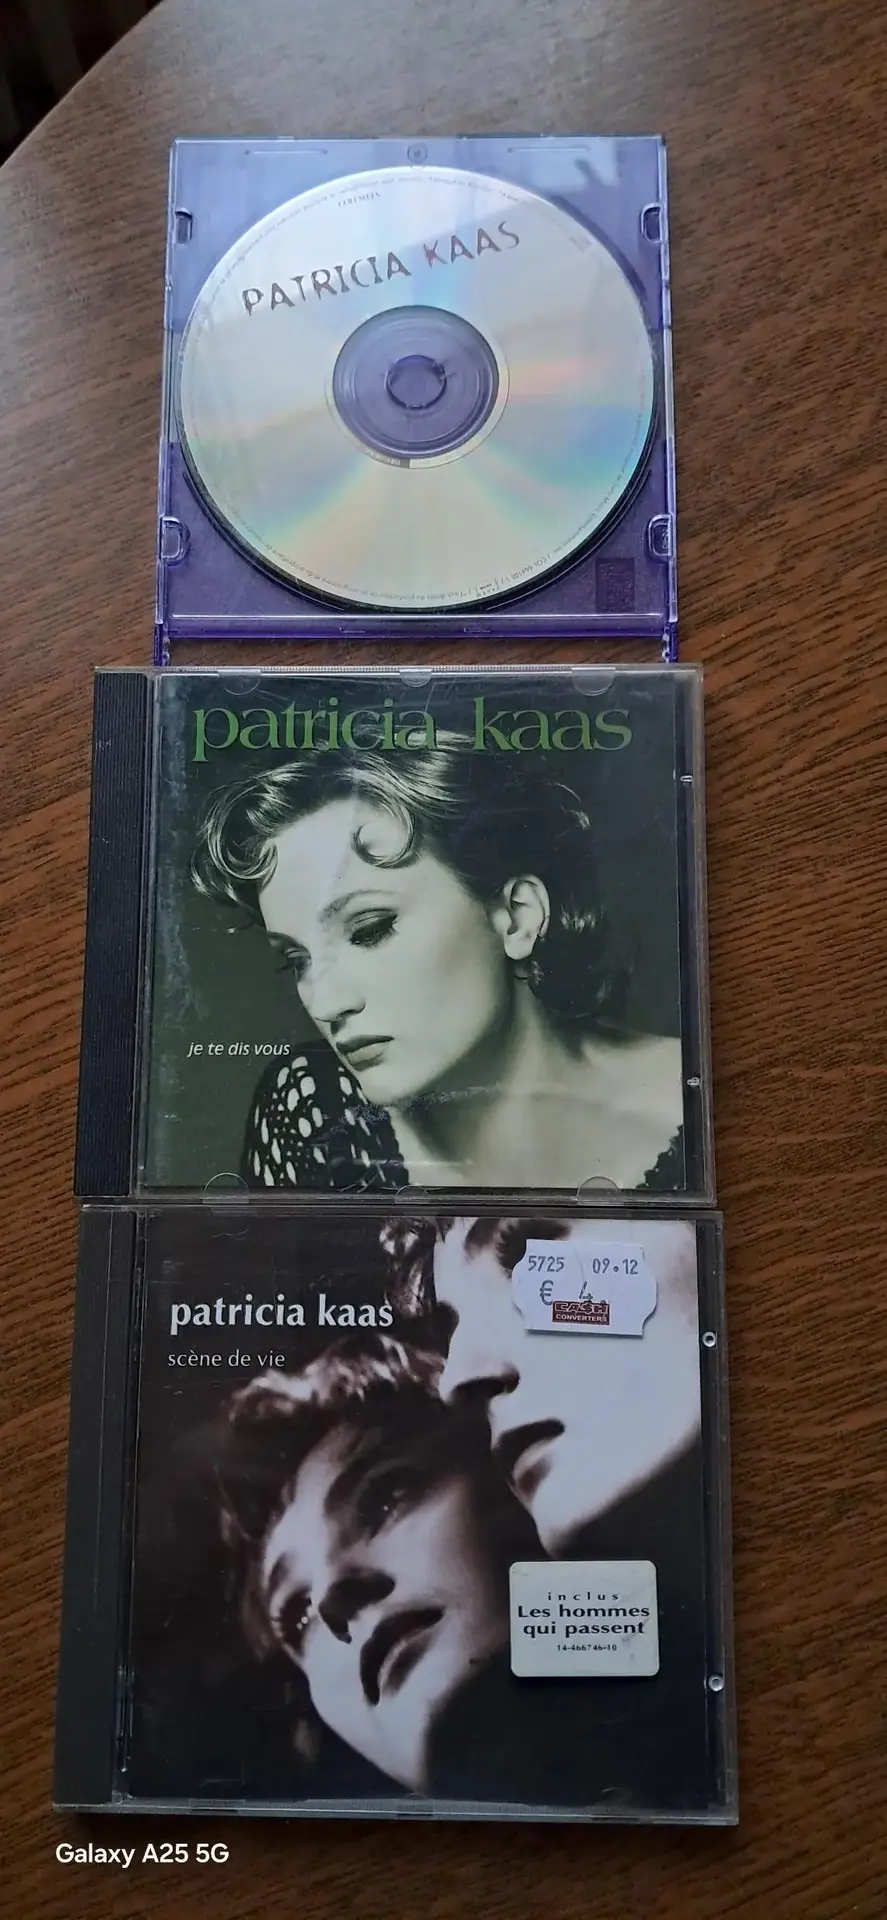 COLUMBIA
PATRICIA KAAS
patricia kaas
je te dis vous
patricia kaas
scène de vie
5725 09.12
€ 4
CASH
CONVERTERS
inclus
Les hommes
qui passent
14-466746-10
Galaxy A25 5G